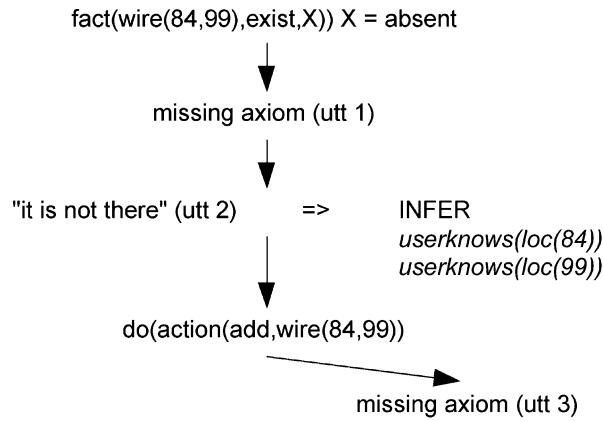 fact(wire(84,99),exist,X)) X = absent
missing axiom (utt 1)
"it is not there" (utt 2) => INFER
userknows(loc(84))
userknows(loc(99))
do(action(add,wire(84,99))
missing axiom (utt 3)